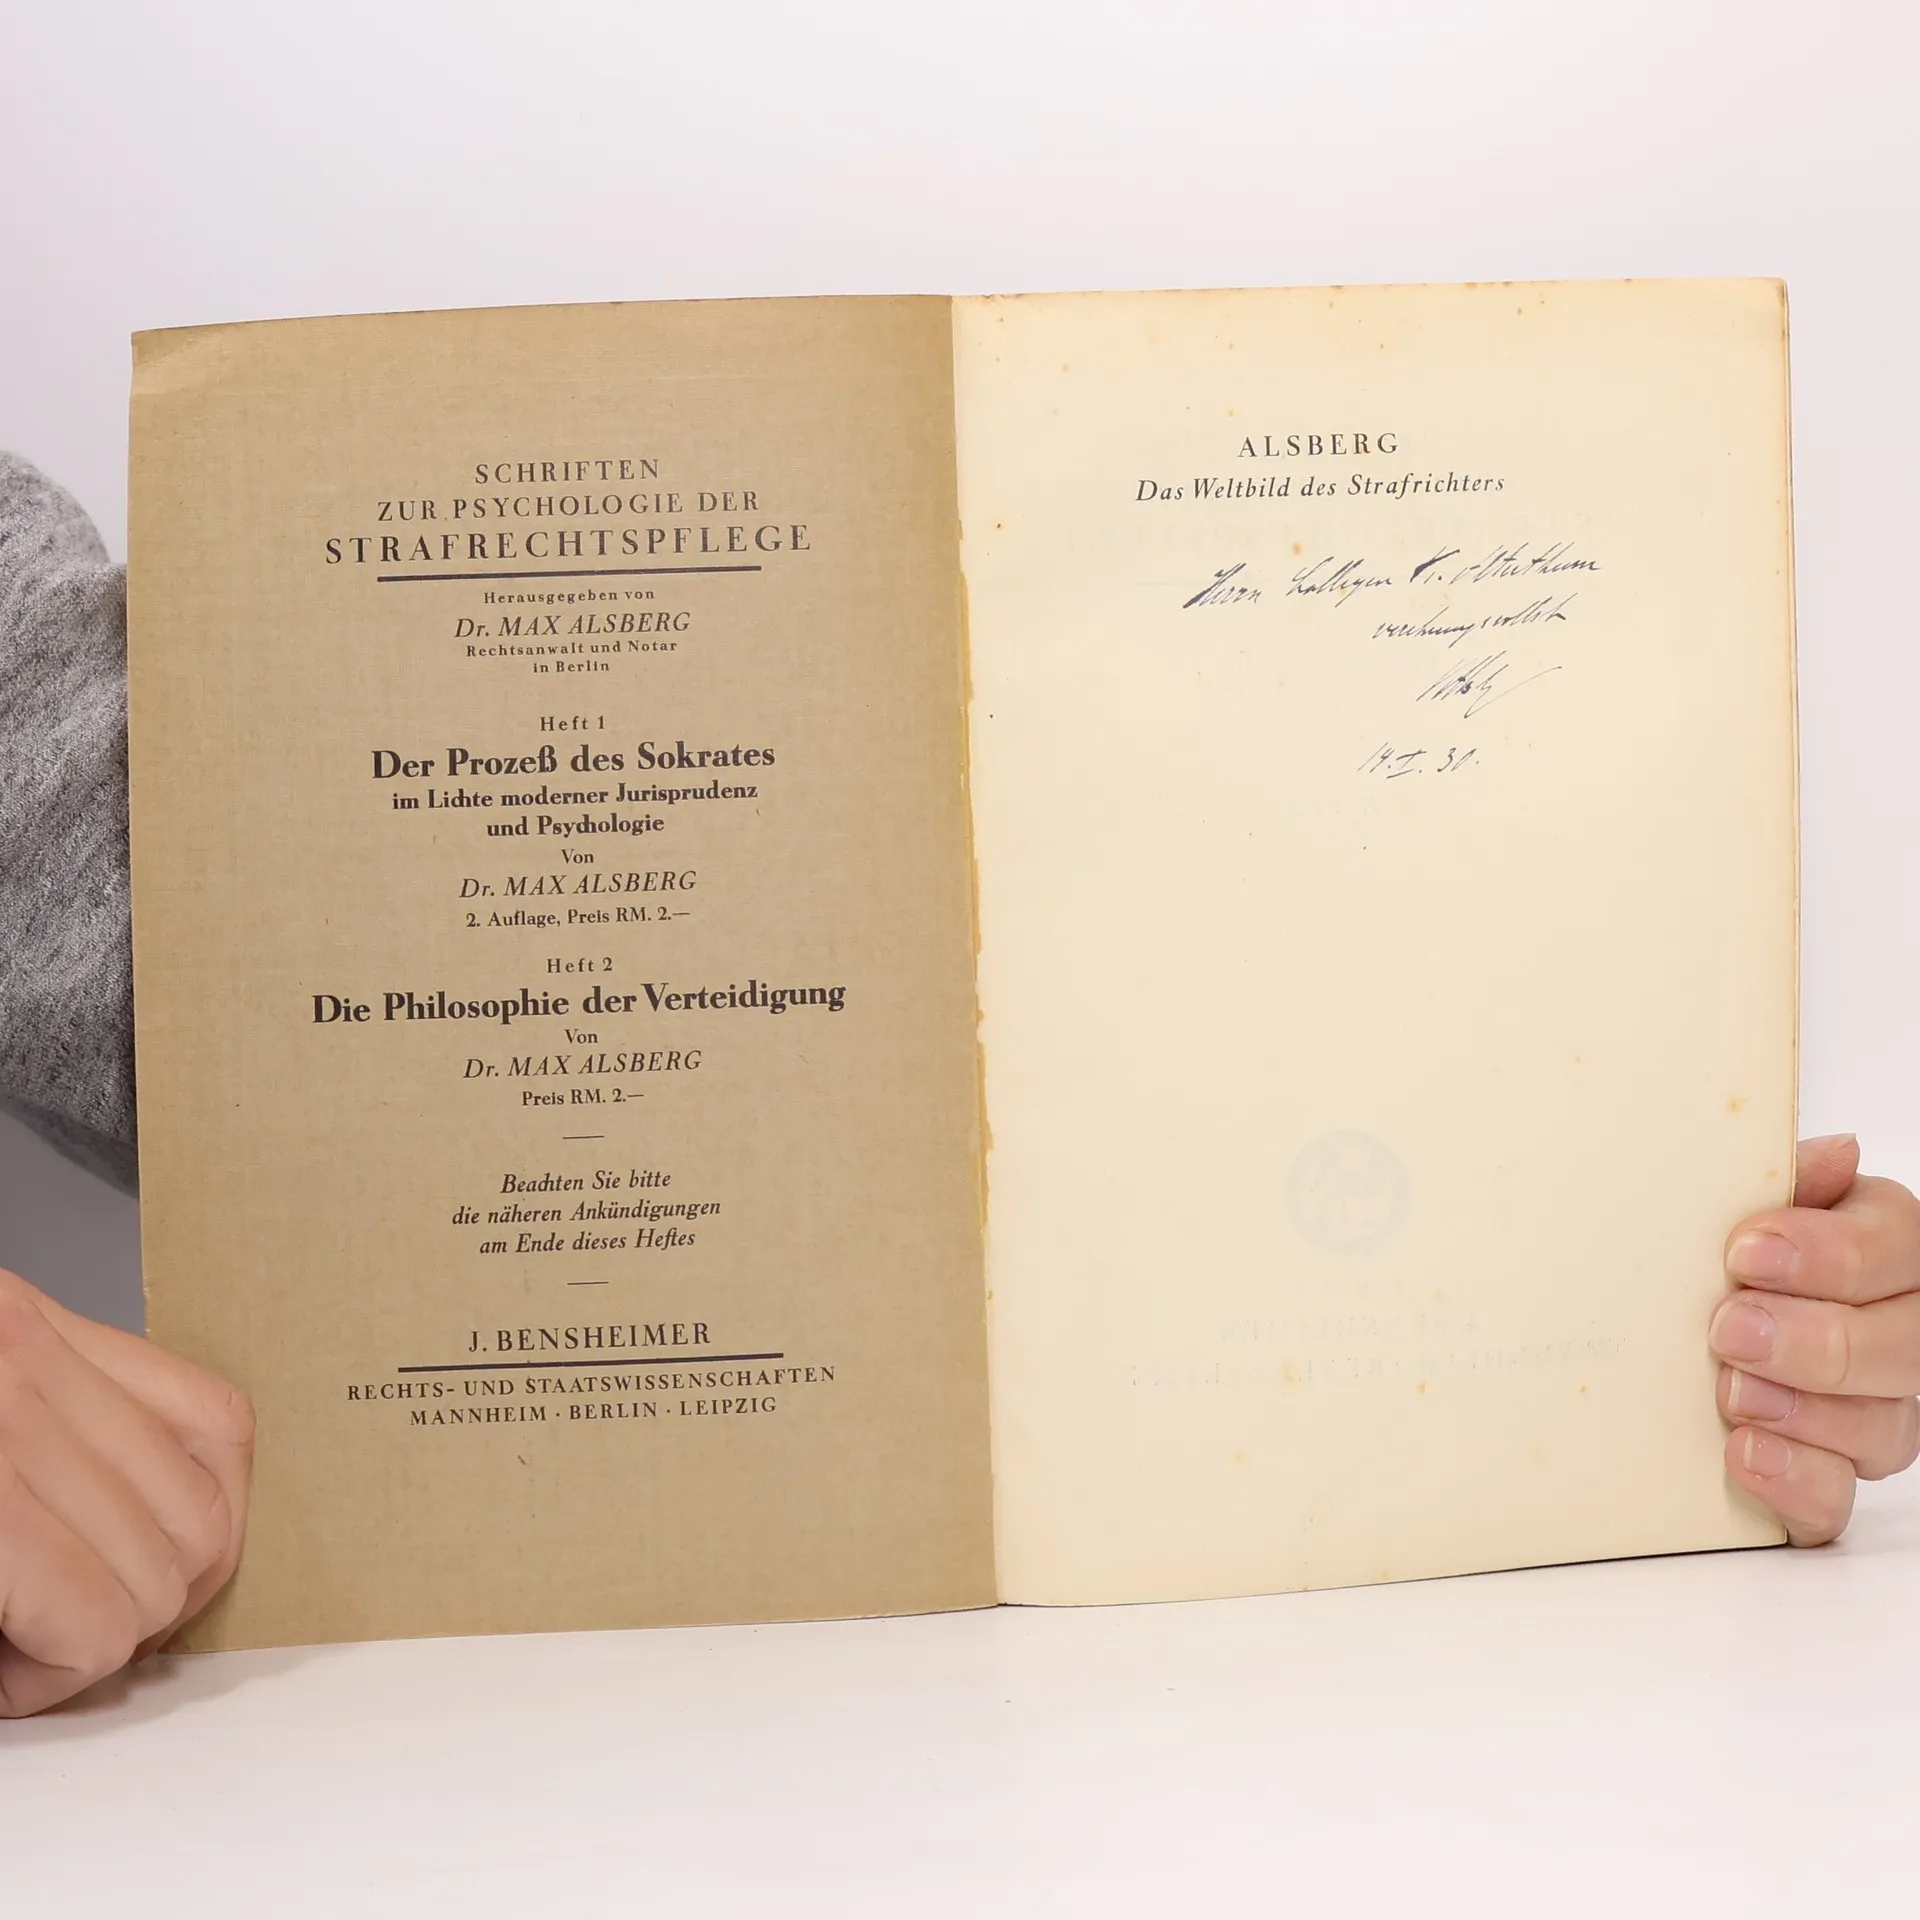 SCHRIFTEN
ZUR PSYCHOLOGIE DER
STRAFRECHTSPFLEGE
Herausgegeben von
Dr. MAX ALSBERG
Rechtsanwalt und Notar
in Berlin
Heft 1
Der Prozeß des Sokrates
im Lichte moderner Jurisprudenz
und Psychologie
Von
Dr. MAX ALSBERG
2. Auflage, Preis RM. 2.—
Heft 2
Die Philosophie der Verteidigung
Von
Dr. MAX ALSBERG
Preis RM. 2.—
Beachten Sie bitte
die näheren Ankündigungen
am Ende dieses Heftes
J. BENSHEIMER
RECHTS- UND STAATSWISSENSCHAFTEN
MANNHEIM · BERLIN · LEIPZIG
ALSBERG
Das Weltbild des Strafrichters
Herrn Collegen
verehrungsvollst
14. I. 30.